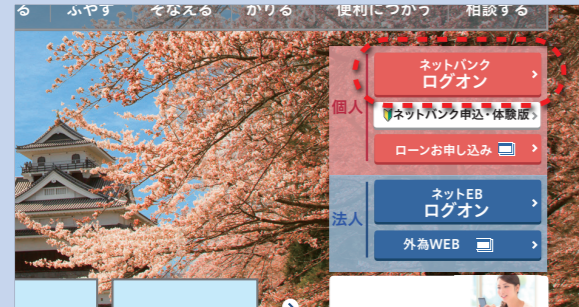 る ふやす そなえる かりる 便利につかう 相談する
個人
ネットバンク
ログオン
ネットバンク申込・体験版
ローンお申し込み
法人
ネットEB
ログオン
外為WEB